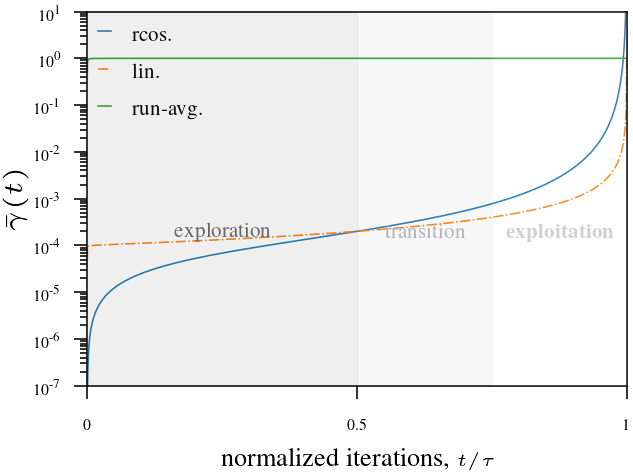 10^1
rcos.
10^0
lin.
10^-1
run-avg.
10^-2
10^-3
γ̄(t)
exploration
transition
exploitation
10^-4
10^-5
10^-6
10^-7
0
0.5
1
normalized iterations, t/τ